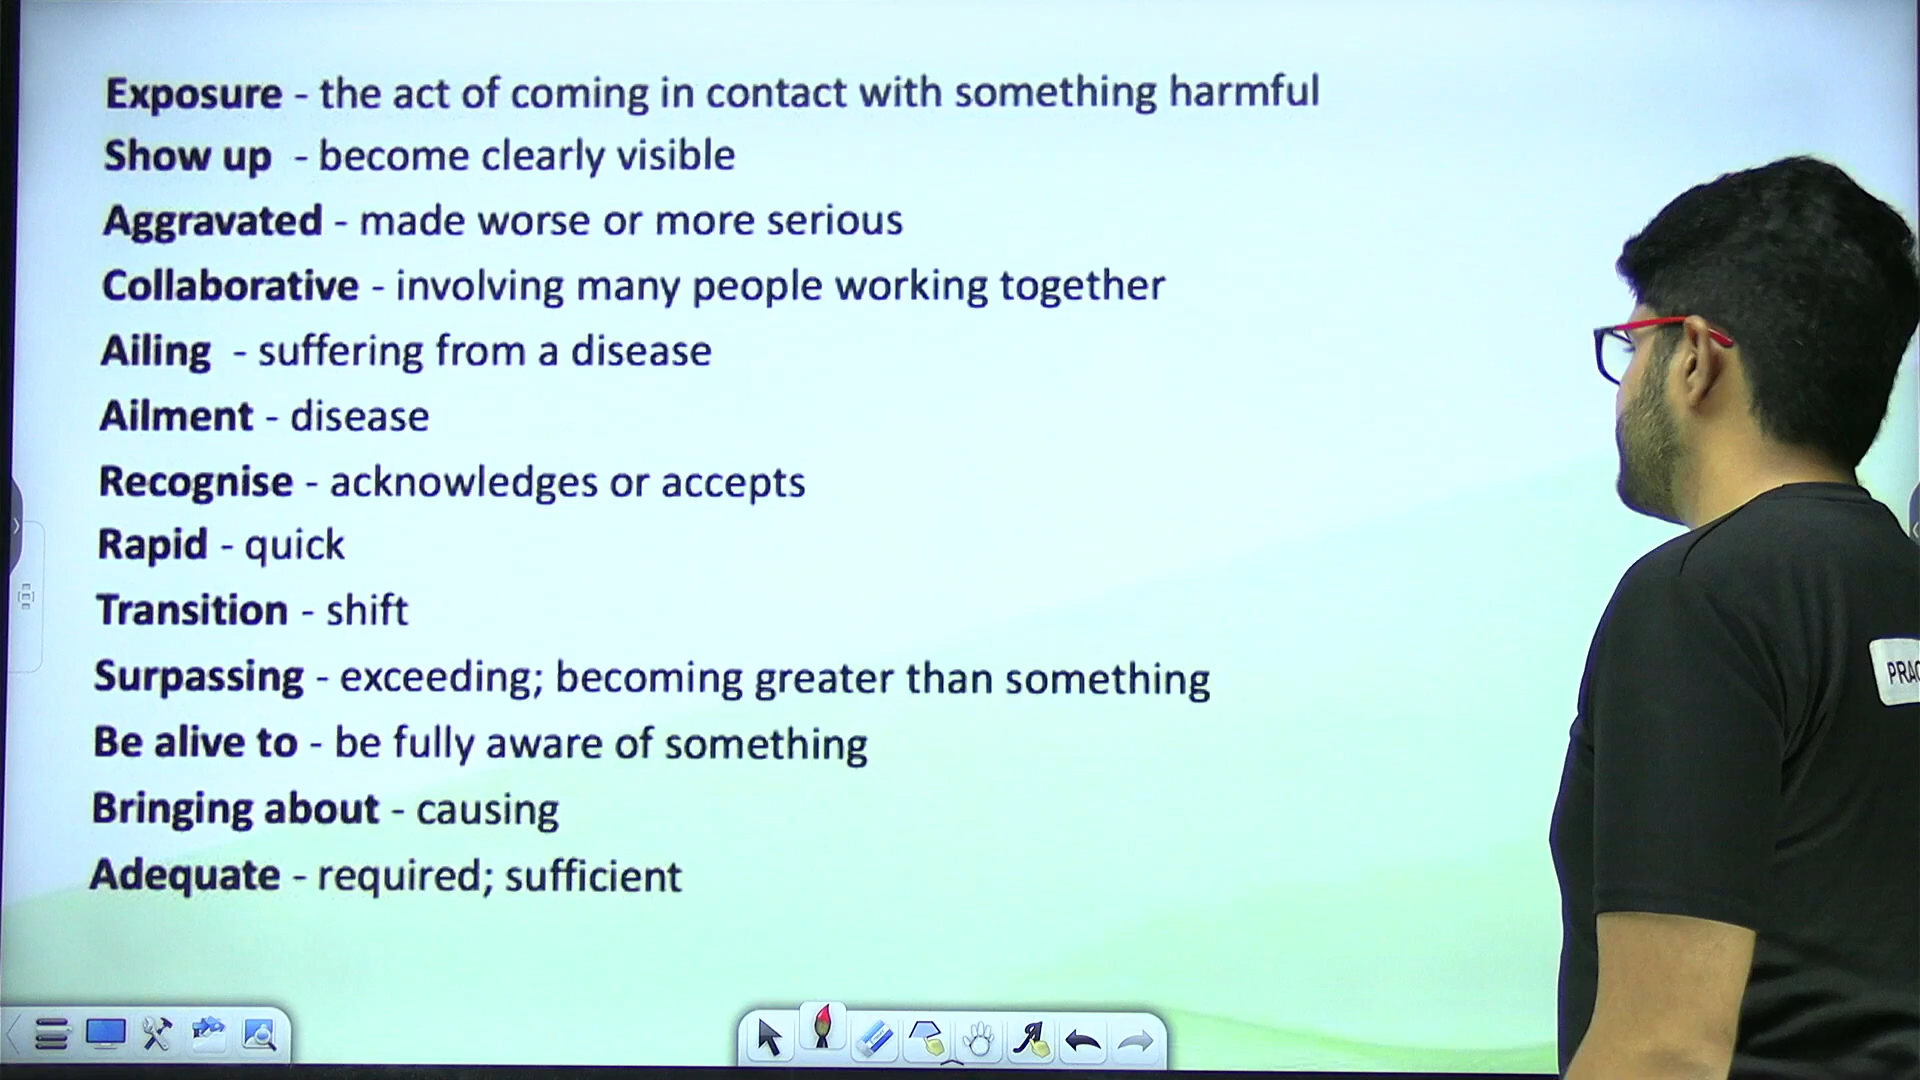 Exposure - the act of coming in contact with something harmful
Show up - become clearly visible
Aggravated - made worse or more serious
Collaborative - involving many people working together
Ailing - suffering from a disease
Ailment - disease
Recognise - acknowledges or accepts
Rapid - quick
Transition - shift
Surpassing - exceeding; becoming greater than something
Be alive to - be fully aware of something
Bringing about - causing
Adequate - required; sufficient